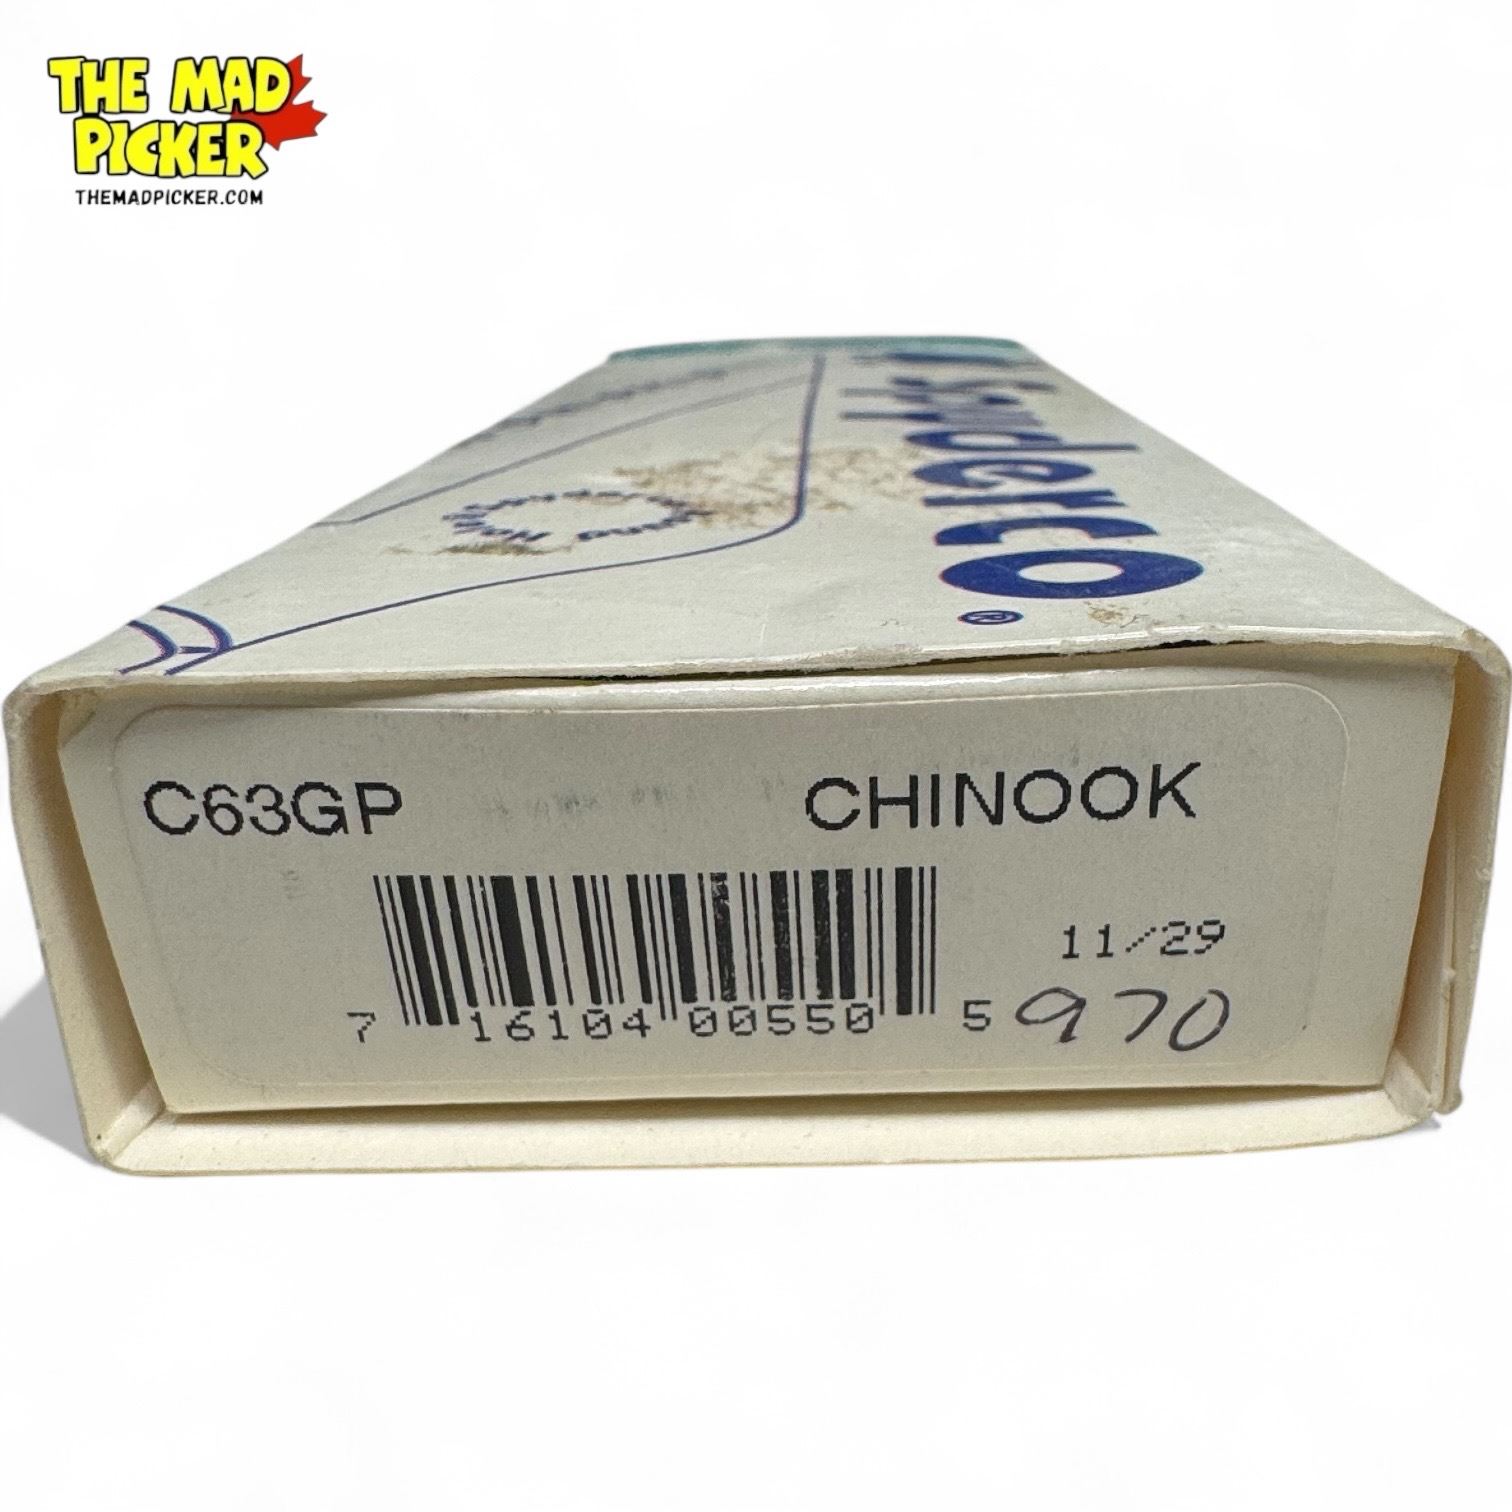 THE MAD
PICKER
THEMADPICKER.COM
Spyderco®
C63GP CHINOOK
11/29
7 16104 00550 5 970